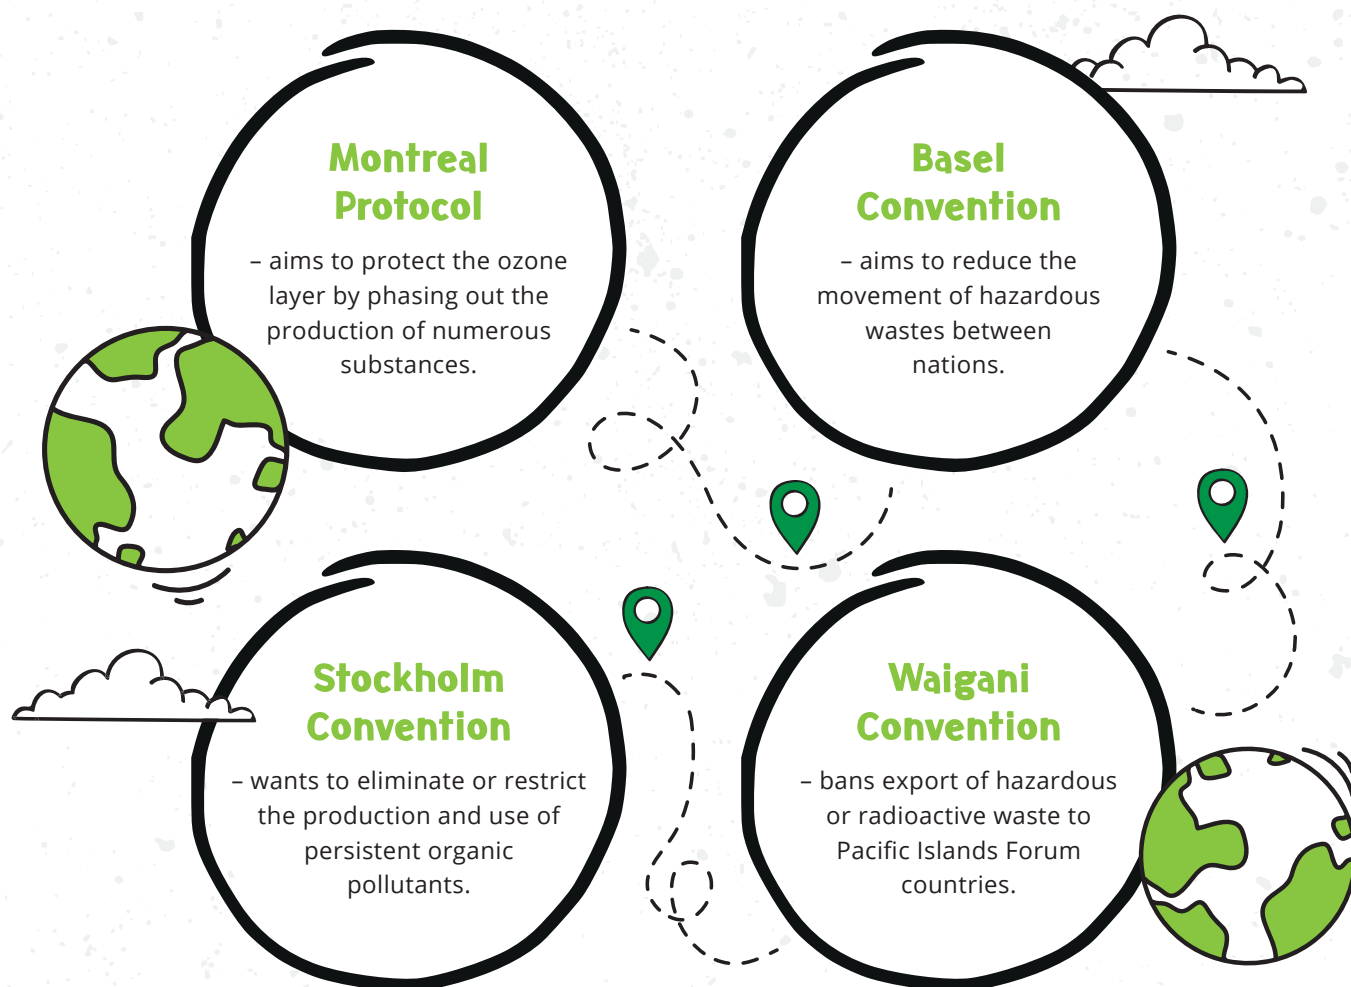 Montreal
Protocol
– aims to protect the ozone
layer by phasing out the
production of numerous
substances.
Basel
Convention
– aims to reduce the
movement of hazardous
wastes between
nations.
Stockholm
Convention
– wants to eliminate or restrict
the production and use of
persistent organic
pollutants.
Waigani
Convention
– bans export of hazardous
or radioactive waste to
Pacific Islands Forum
countries.